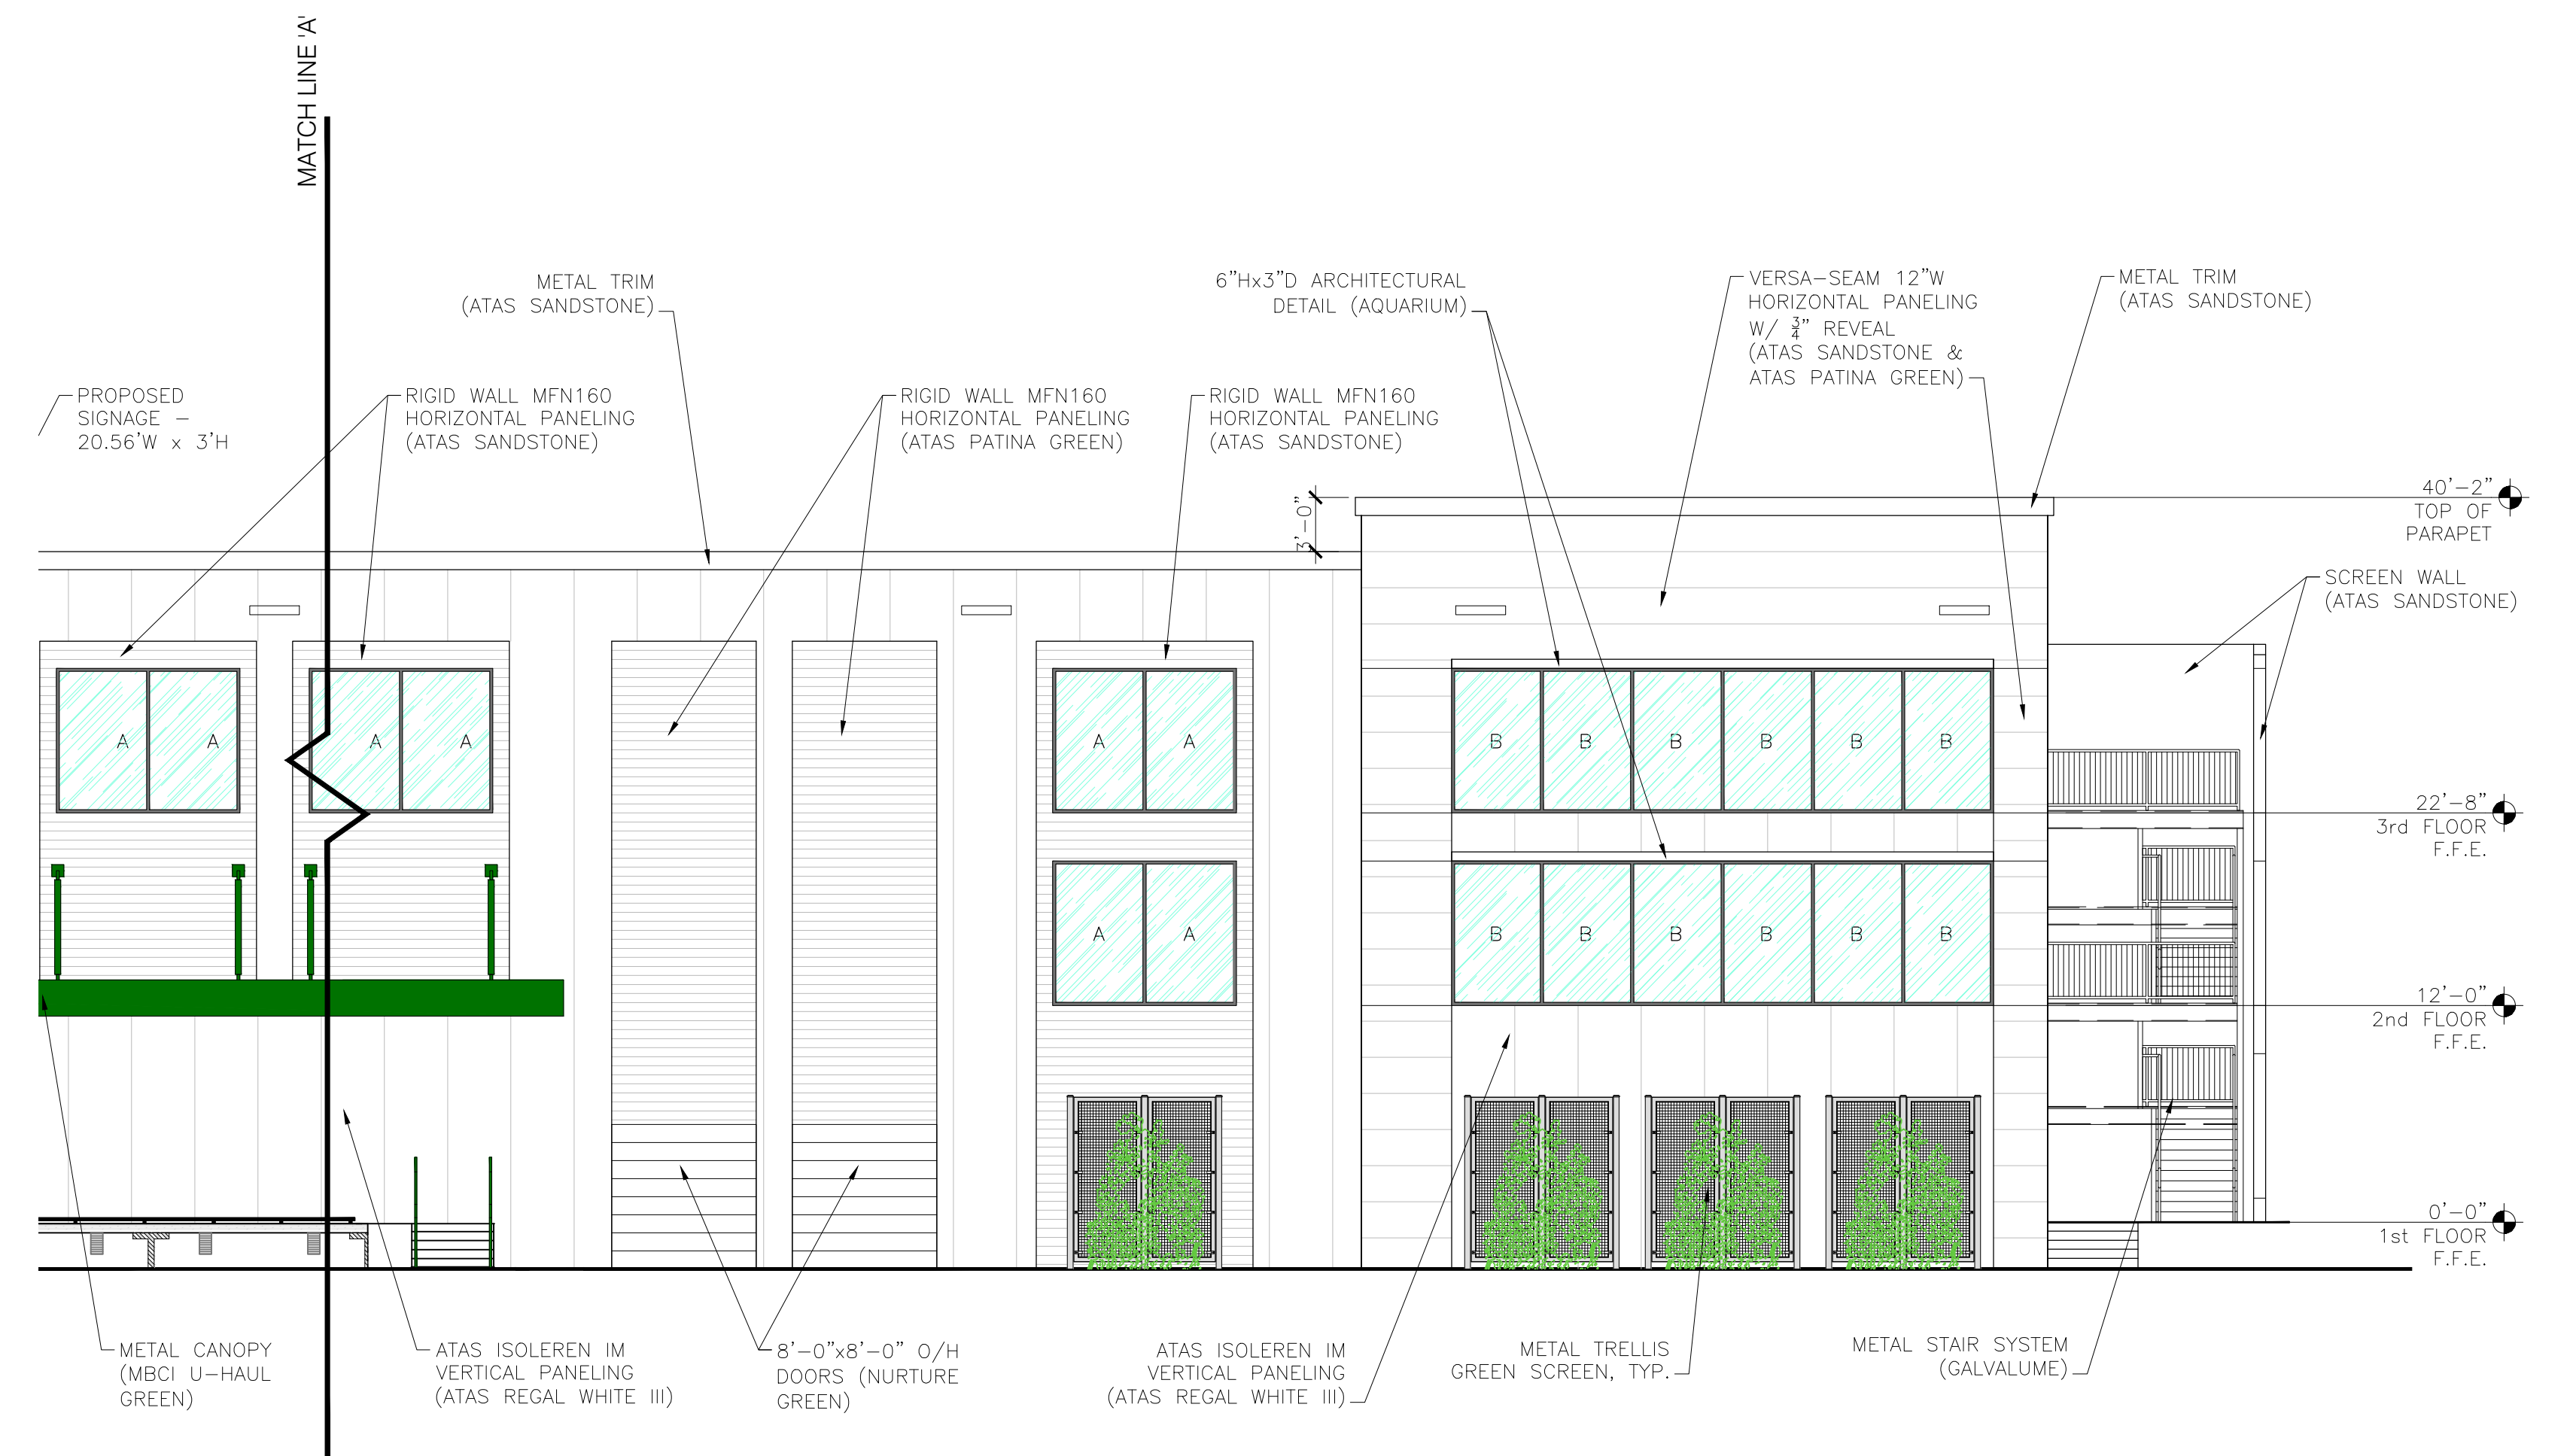 MATCH LINE 'A'
METAL TRIM
(ATAS SANDSTONE)
6"Hx3"D ARCHITECTURAL
DETAIL (AQUARIUM)
VERSA-SEAM 12"W
HORIZONTAL PANELING
W/ 3/4" REVEAL
(ATAS SANDSTONE &
ATAS PATINA GREEN)
METAL TRIM
(ATAS SANDSTONE)
PROPOSED
SIGNAGE –
20.56'W x 3'H
RIGID WALL MFN160
HORIZONTAL PANELING
(ATAS SANDSTONE)
RIGID WALL MFN160
HORIZONTAL PANELING
(ATAS PATINA GREEN)
RIGID WALL MFN160
HORIZONTAL PANELING
(ATAS SANDSTONE)
3'-0"
40'-2"
TOP OF
PARAPET
SCREEN WALL
(ATAS SANDSTONE)
A A A A A A B B B B B B
22'-8"
3rd FLOOR
F.F.E.
A A B B B B B B
12'-0"
2nd FLOOR
F.F.E.
0'-0"
1st FLOOR
F.F.E.
METAL CANOPY
(MBCI U-HAUL
GREEN)
ATAS ISOLEREN IM
VERTICAL PANELING
(ATAS REGAL WHITE III)
8'-0"x8'-0" O/H
DOORS (NURTURE
GREEN)
ATAS ISOLEREN IM
VERTICAL PANELING
(ATAS REGAL WHITE III)
METAL TRELLIS
GREEN SCREEN, TYP.
METAL STAIR SYSTEM
(GALVALUME)